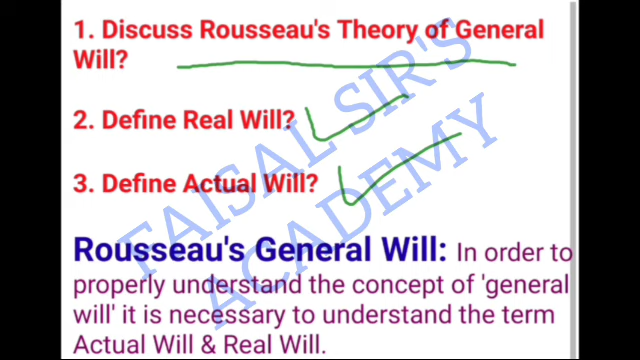 1. Discuss Rousseau's Theory of General
Will?
2. Define Real Will?
3. Define Actual Will?
Rousseau's General Will: In order to
properly understand the concept of 'general
will' it is necessary to understand the term
Actual Will & Real Will.
FAISAL SIR'S
ACADEMY